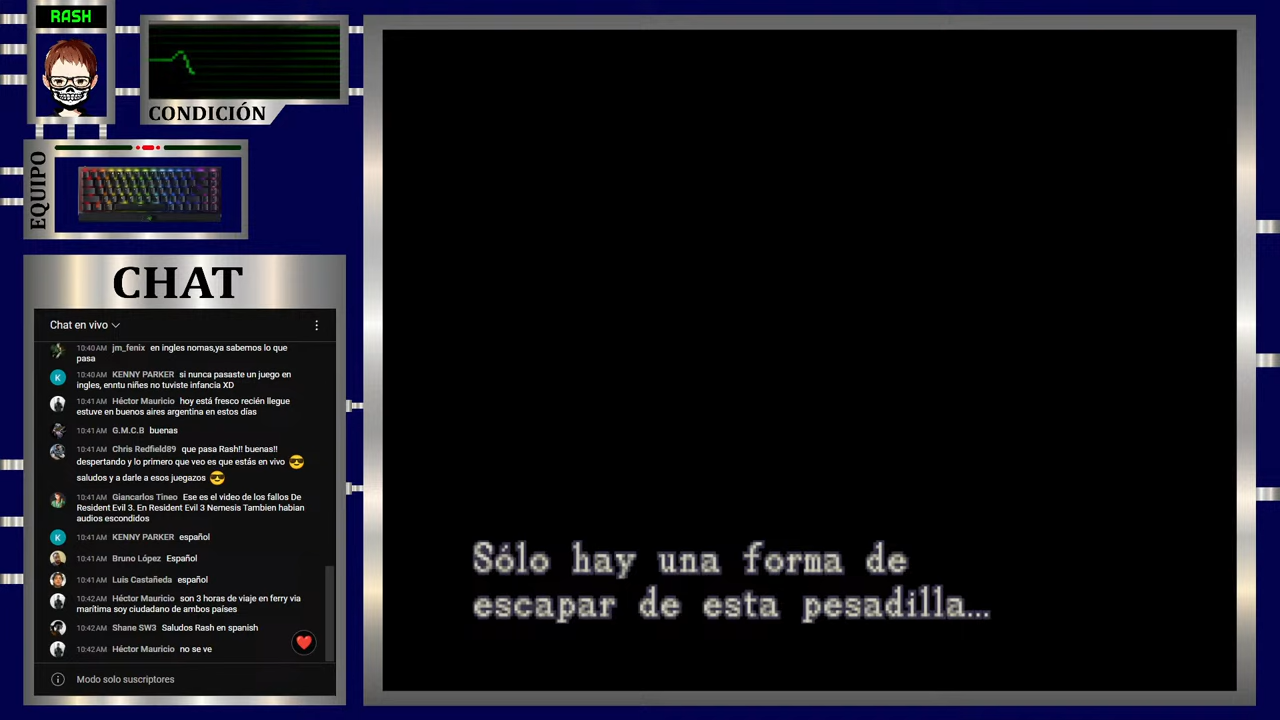 RASH
CONDICIÓN
EQUIPO
CHAT
Chat en vivo
10:40 AM jm_fenix en ingles nomas,ya sabemos lo que
pasa
10:40 AM KENNY PARKER si nunca pasaste un juego en
ingles, enntu niñes no tuviste infancia XD
10:41 AM Héctor Mauricio hoy está fresco recién llegue
estuve en buenos aires argentina en estos días
10:41 AM G.M.C.B buenas
10:41 AM Chris Redfield89 que pasa Rash!! buenas!!
despertando y lo primero que veo es que estás en vivo 😎
saludos y a darle a esos juegazos 😎
10:41 AM Giancarlos Tineo Ese es el video de los fallos De
Resident Evil 3. En Resident Evil 3 Nemesis Tambien habian
audios escondidos
10:41 AM KENNY PARKER español
10:41 AM Bruno López Español
10:41 AM Luis Castañeda español
10:42 AM Héctor Mauricio son 3 horas de viaje en ferry via
marítima soy ciudadano de ambos países
10:42 AM Shane SW3 Saludos Rash en spanish
10:42 AM Héctor Mauricio no se ve
Modo solo suscriptores
Sólo hay una forma de
escapar de esta pesadilla...